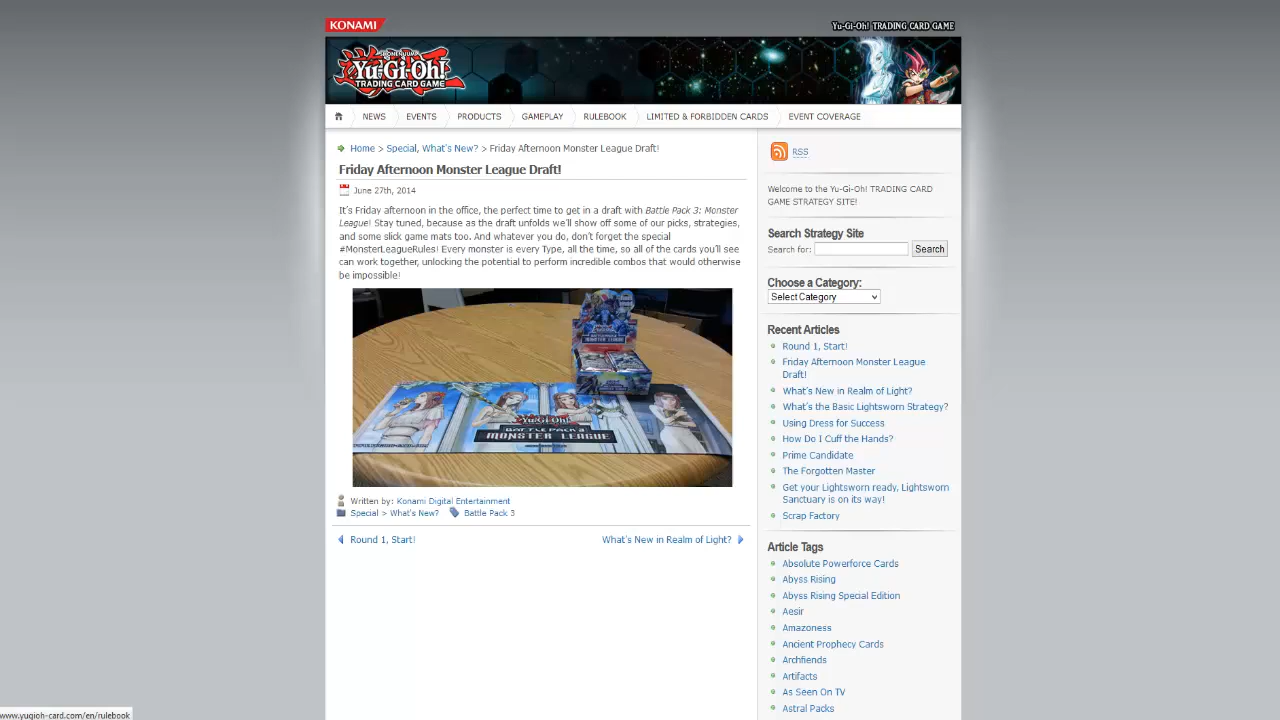 KONAMI
Yu-Gi-Oh! TRADING CARD GAME
SHONEN JUMP
Yu-Gi-Oh!
TRADING CARD GAME
NEWS EVENTS PRODUCTS GAMEPLAY RULEBOOK LIMITED & FORBIDDEN CARDS EVENT COVERAGE
Home > Special, What's New? > Friday Afternoon Monster League Draft!
Friday Afternoon Monster League Draft!
June 27th, 2014
It's Friday afternoon in the office, the perfect time to get in a draft with Battle Pack 3: Monster
League! Stay tuned, because as the draft unfolds we'll show off some of our picks, strategies,
and some slick game mats too. And whatever you do, don't forget the special
#MonsterLeagueRules! Every monster is every Type, all the time, so all of the cards you'll see
can work together, unlocking the potential to perform incredible combos that would otherwise
be impossible!
Yu-Gi-Oh!
BATTLE PACK 3
MONSTER LEAGUE
Written by: Konami Digital Entertainment
Special > What's New? Battle Pack 3
Round 1, Start! What's New in Realm of Light?
RSS
Welcome to the Yu-Gi-Oh! TRADING CARD
GAME STRATEGY SITE!
Search Strategy Site
Search for: Search
Choose a Category:
Select Category
Recent Articles
Round 1, Start!
Friday Afternoon Monster League
Draft!
What's New in Realm of Light?
What's the Basic Lightsworn Strategy?
Using Dress for Success
How Do I Cuff the Hands?
Prime Candidate
The Forgotten Master
Get your Lightsworn ready, Lightsworn
Sanctuary is on its way!
Scrap Factory
Article Tags
Absolute Powerforce Cards
Abyss Rising
Abyss Rising Special Edition
Aesir
Amazoness
Ancient Prophecy Cards
Archfiends
Artifacts
As Seen On TV
Astral Packs
www.yugioh-card.com/en/rulebook